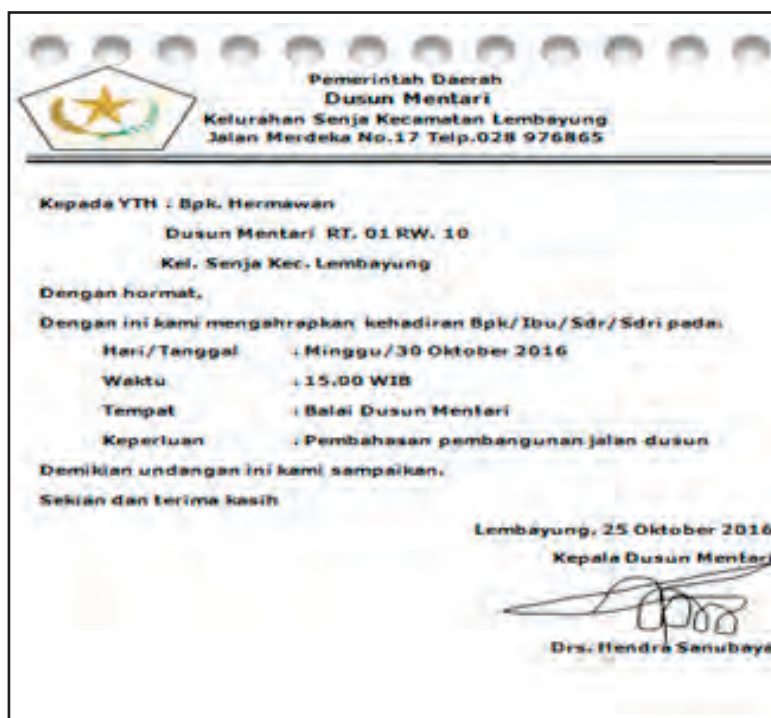 Pemerintah Daerah
Dusun Mentari
Kelurahan Senja Kecamatan Lembayung
Jalan Merdeka No.17 Telp.028 976865
Kepada YTH : Bpk. Hermawan
Dusun Mentari RT. 01 RW. 10
Kel. Senja Kec. Lembayung
Dengan hormat,
Dengan ini kami mengahrapkan kehadiran Bpk/Ibu/Sdr/Sdri pada:
Hari/Tanggal : Minggu/30 Oktober 2016
Waktu : 15.00 WIB
Tempat : Balai Dusun Mentari
Keperluan : Pembahasan pembangunan jalan dusun
Demikian undangan ini kami sampaikan.
Sekian dan terima kasih
Lembayung, 25 Oktober 2016
Kepala Dusun Mentari
Drs. Hendra Sanubaya